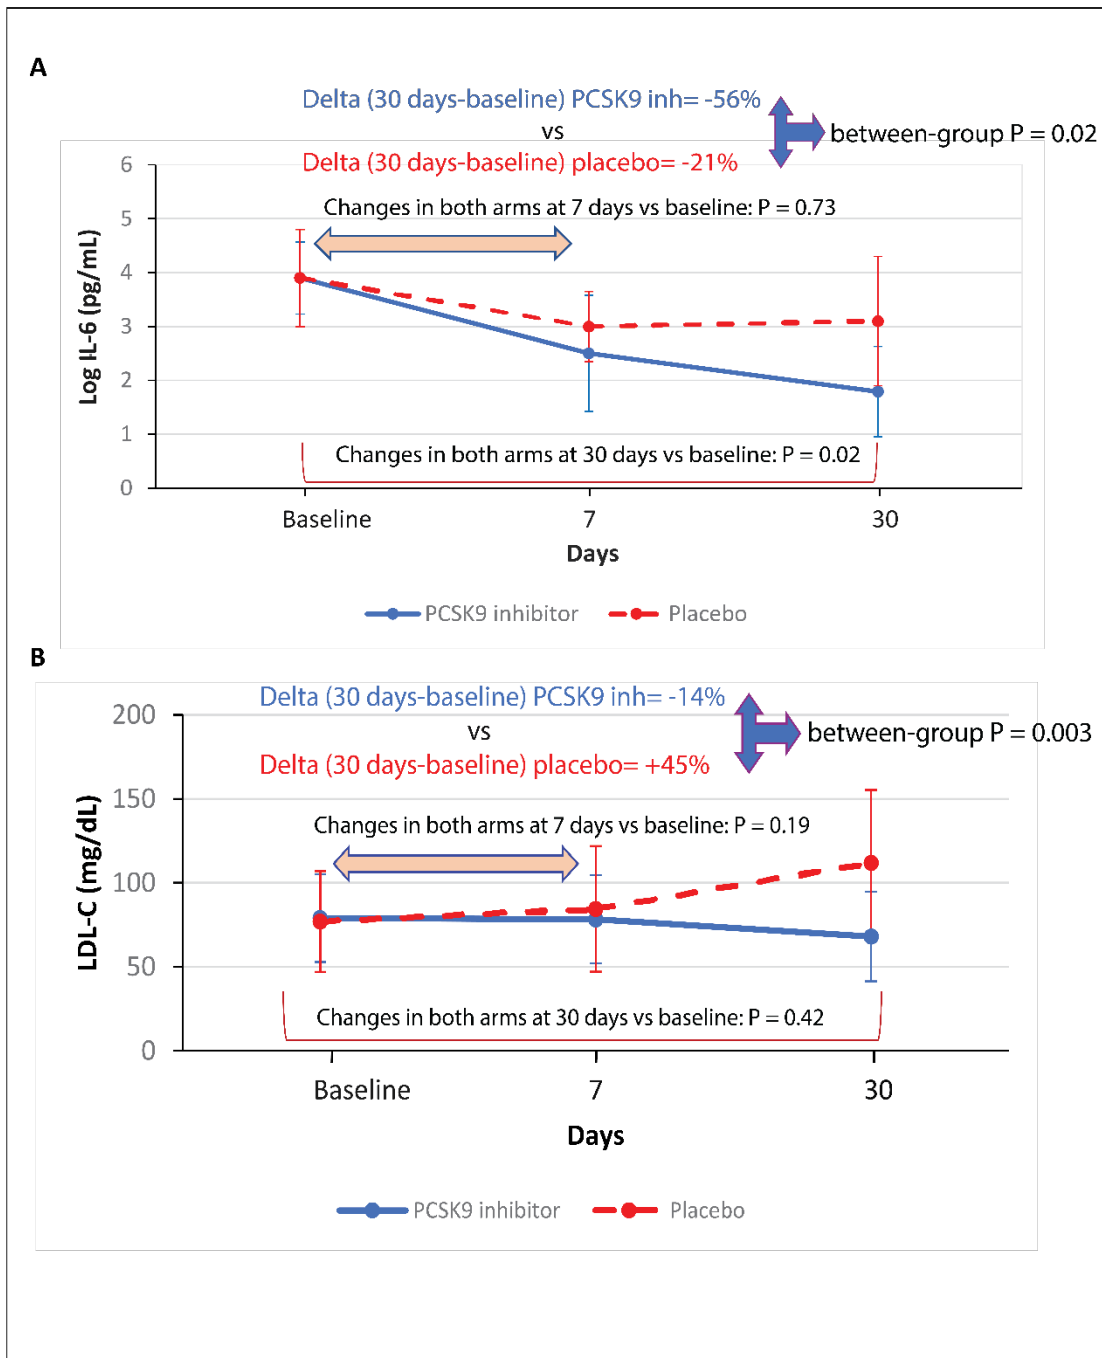 A
Delta (30 days-baseline) PCSK9 inh= -56%
vs
between-group P = 0.02
Delta (30 days-baseline) placebo= -21%
Changes in both arms at 7 days vs baseline: P = 0.73
6
5
4
3
2
1
0
Log IL-6 (pg/mL)
Changes in both arms at 30 days vs baseline: P = 0.02
Baseline 7 30
Days
PCSK9 inhibitor Placebo
B
Delta (30 days-baseline) PCSK9 inh= -14%
vs
between-group P = 0.003
Delta (30 days-baseline) placebo= +45%
Changes in both arms at 7 days vs baseline: P = 0.19
200
150
100
50
0
LDL-C (mg/dL)
Changes in both arms at 30 days vs baseline: P = 0.42
Baseline 7 30
Days
PCSK9 inhibitor Placebo